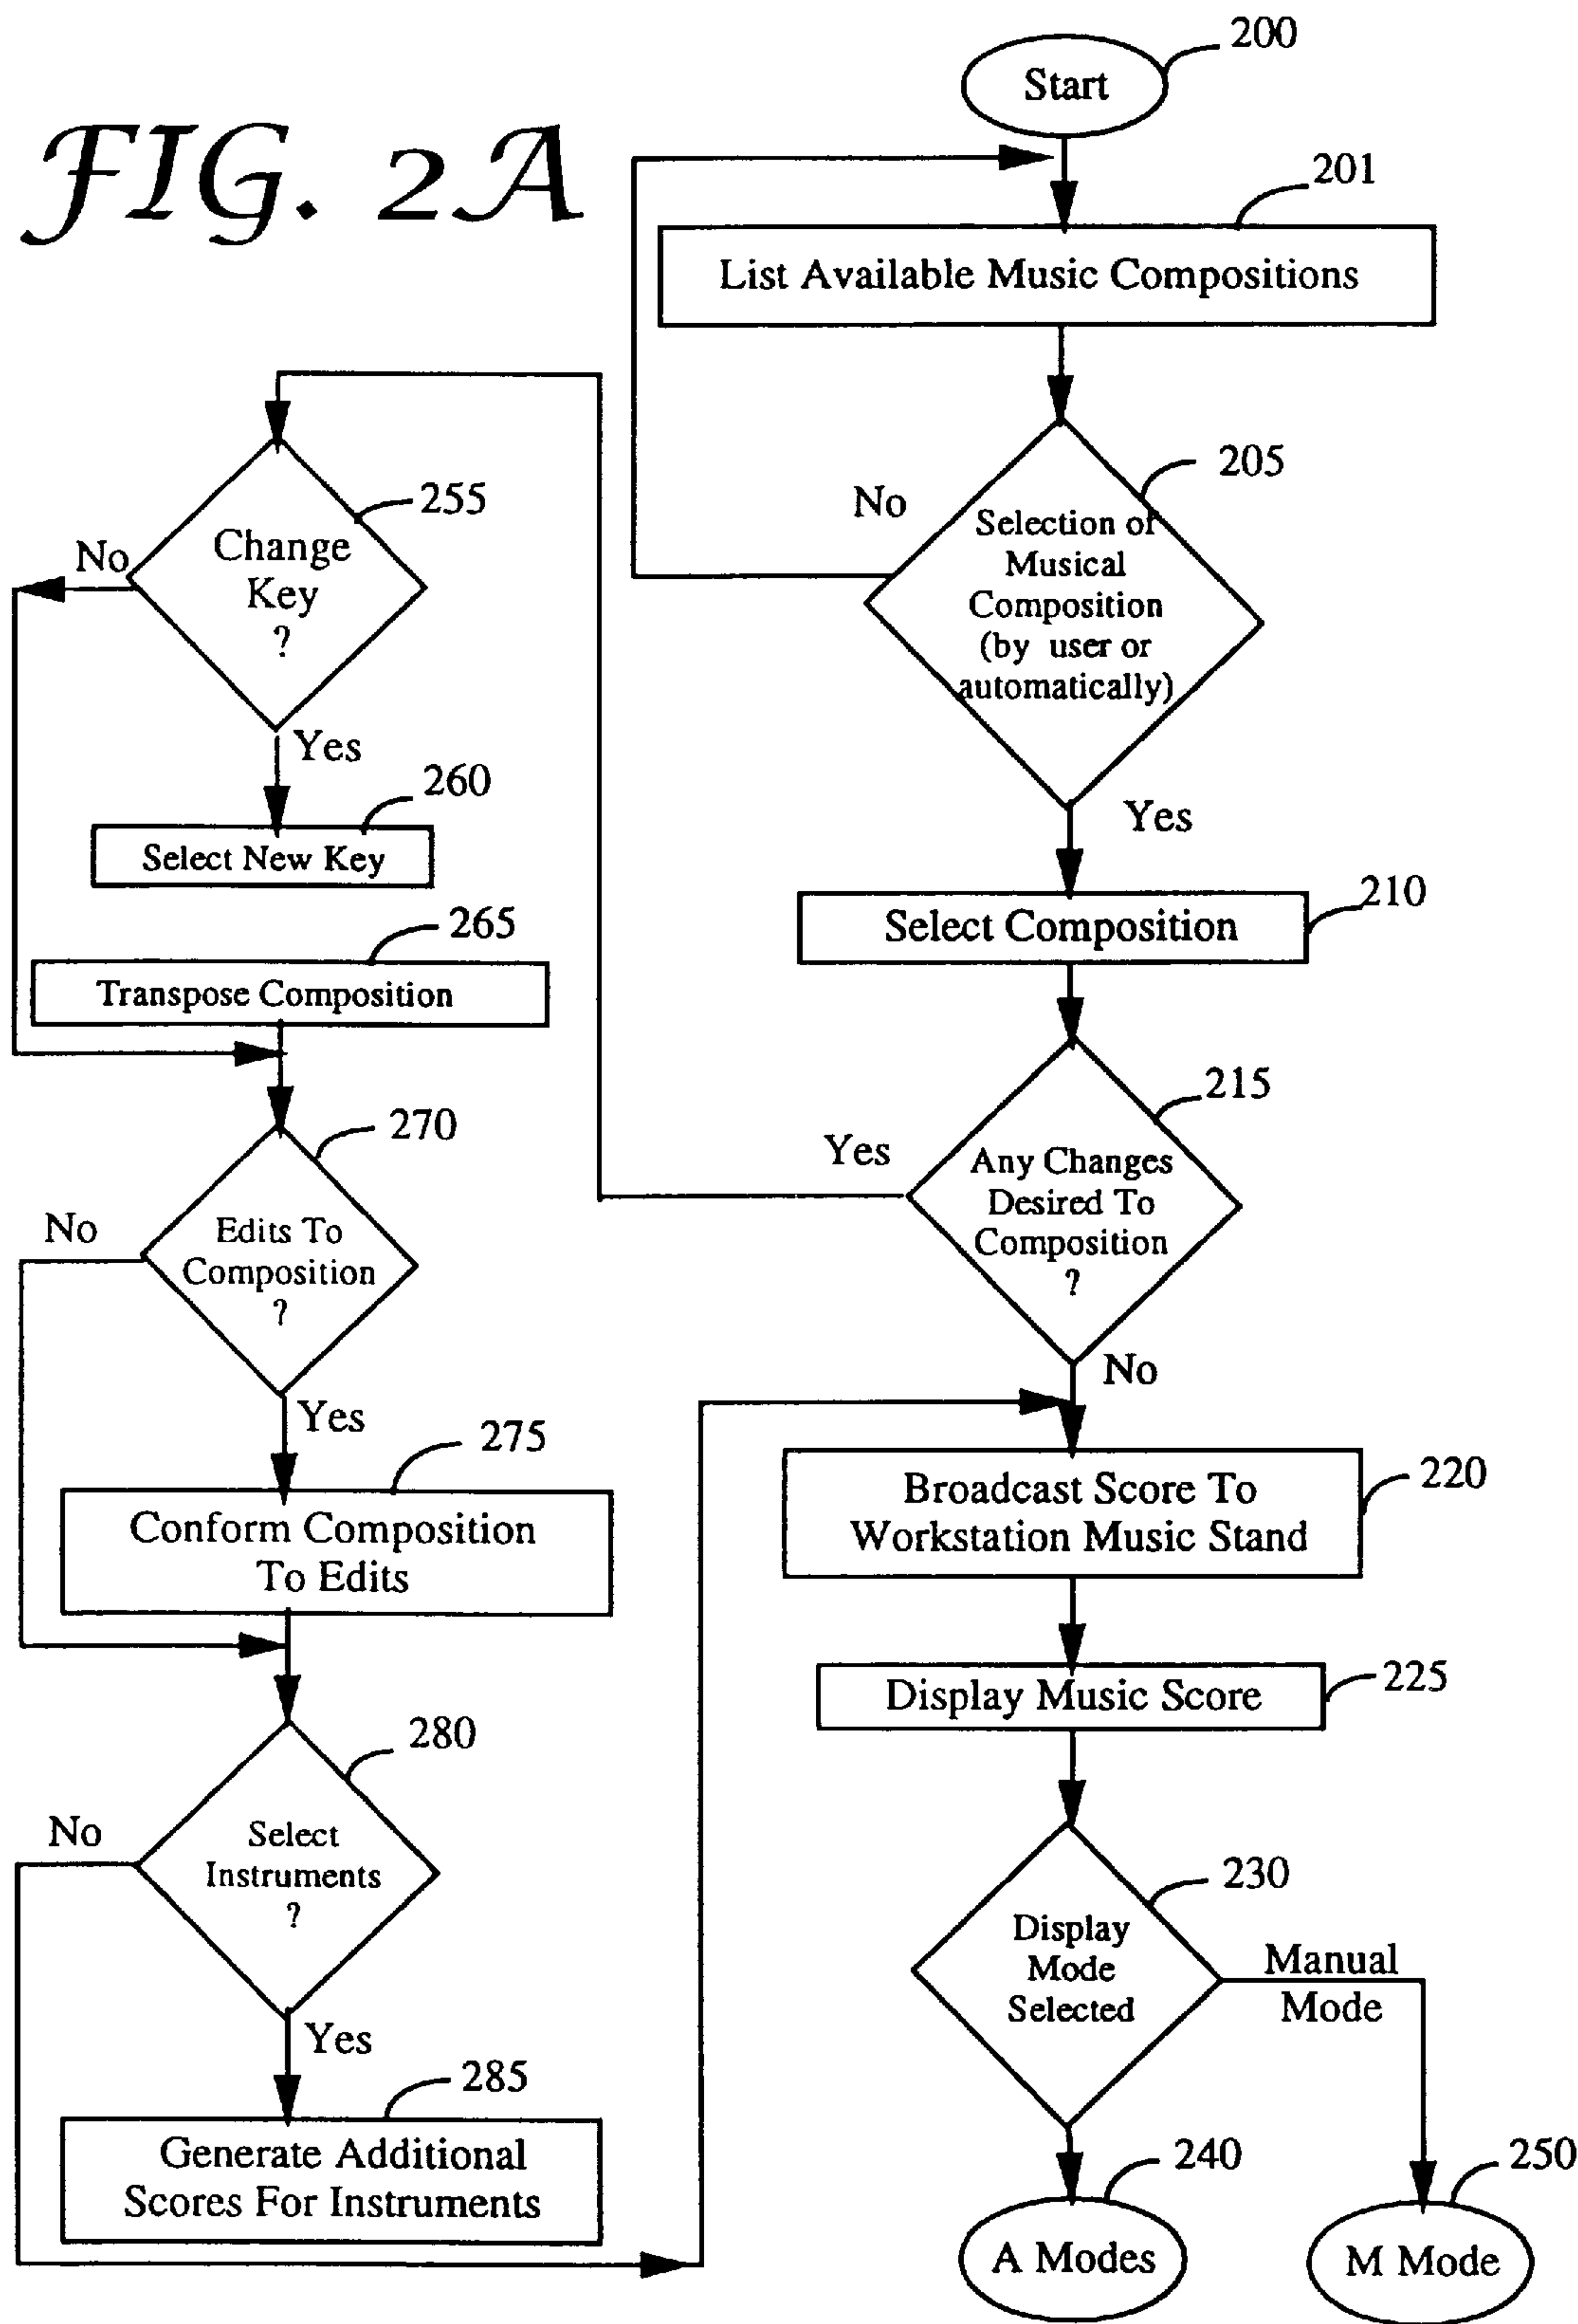 FIG. 2A
200
Start
201
List Available Music Compositions
205
No
Selection of
Musical
Composition
(by user or
automatically)
Yes
210
Select Composition
215
Yes
Any Changes
Desired To
Composition
?
No
220
Broadcast Score To
Workstation Music Stand
225
Display Music Score
230
Display
Mode
Selected
Manual
Mode
240
A Modes
250
M Mode
255
No
Change
Key
?
Yes
260
Select New Key
265
Transpose Composition
270
No
Edits To
Composition
?
Yes
275
Conform Composition
To Edits
280
No
Select
Instruments
?
Yes
285
Generate Additional
Scores For Instruments